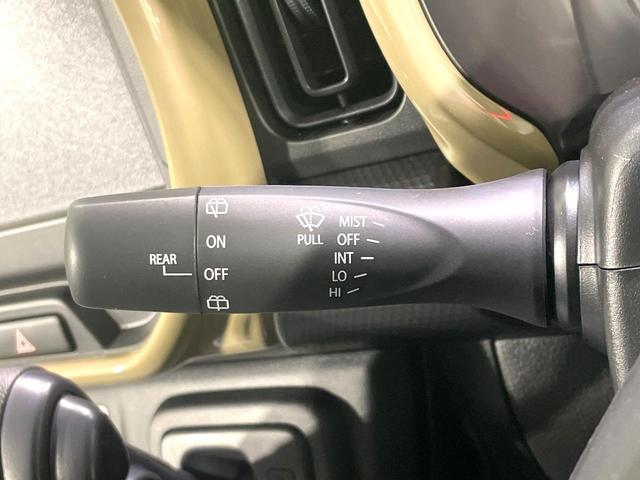 REAR
ON
OFF
PULL
MIST
OFF
INT
LO
HI